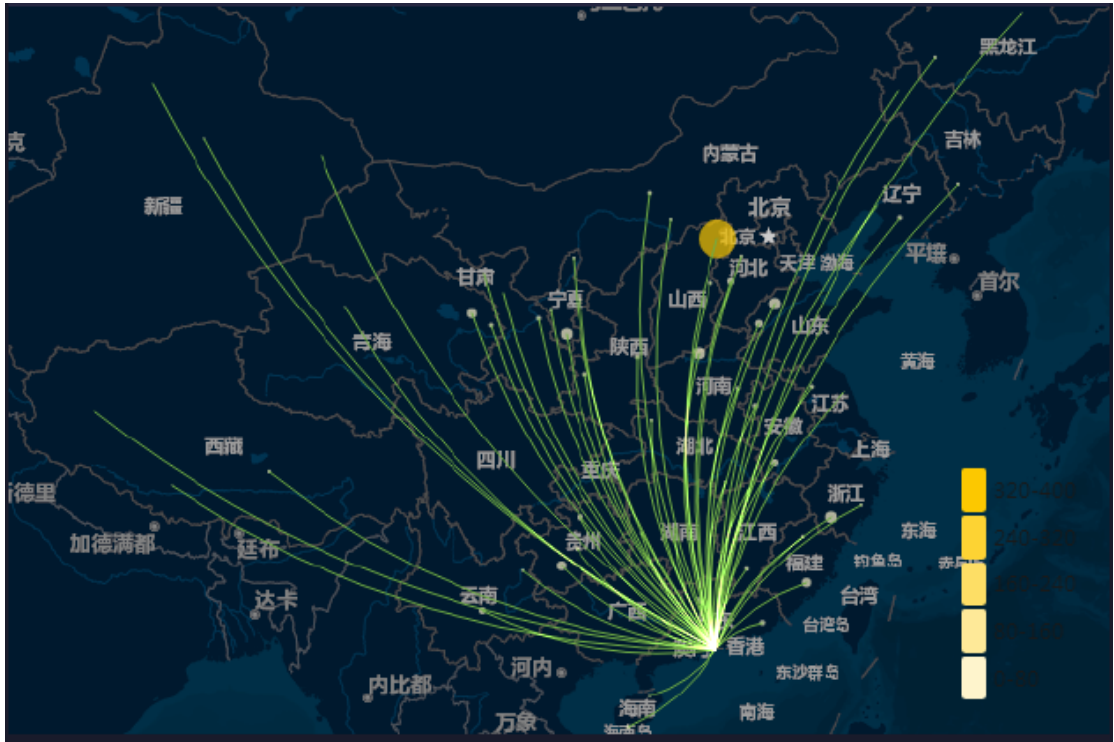 黑龙江
吉林
内蒙古
辽宁
新疆
北京
北京
平壤
天津
渤海
河北
首尔
甘肃
宁夏
山西
山东
青海
陕西
黄海
河南
江苏
安徽
西藏
四川
重庆
湖北
上海
320-400
浙江
加德满都
廷布
贵州
湖南
江西
东海
福建
钓鱼岛
达卡
云南
广西
台湾
台湾岛
香港
河内
东沙群岛
内比都
海南
南海
万象
海南岛